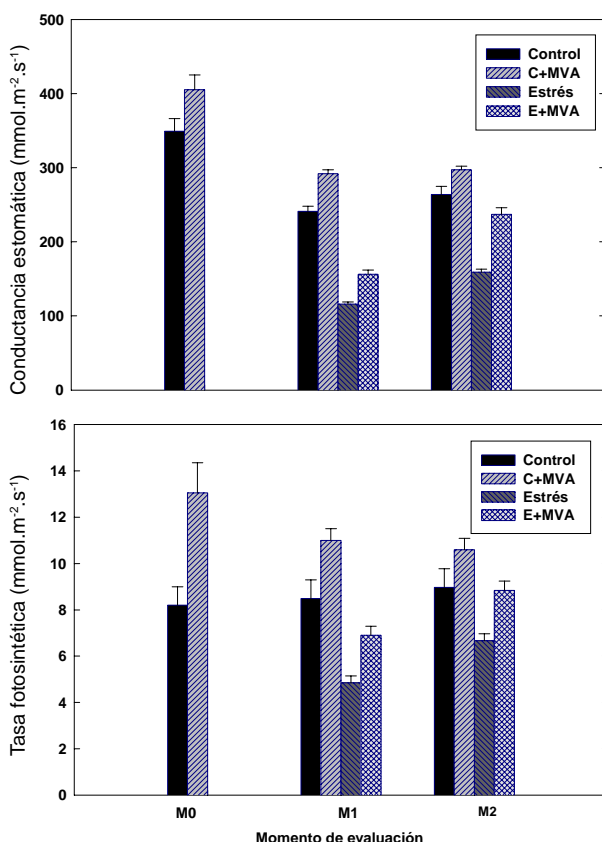 500
400
300
200
100
0
Conductancia estomática (mmol.m⁻².s⁻¹)
Control
C+MVA
Estrés
E+MVA
16
14
12
10
8
6
4
2
0
Tasa fotosintética (mmol.m⁻².s⁻¹)
Control
C+MVA
Estrés
E+MVA
M0 M1 M2
Momento de evaluación